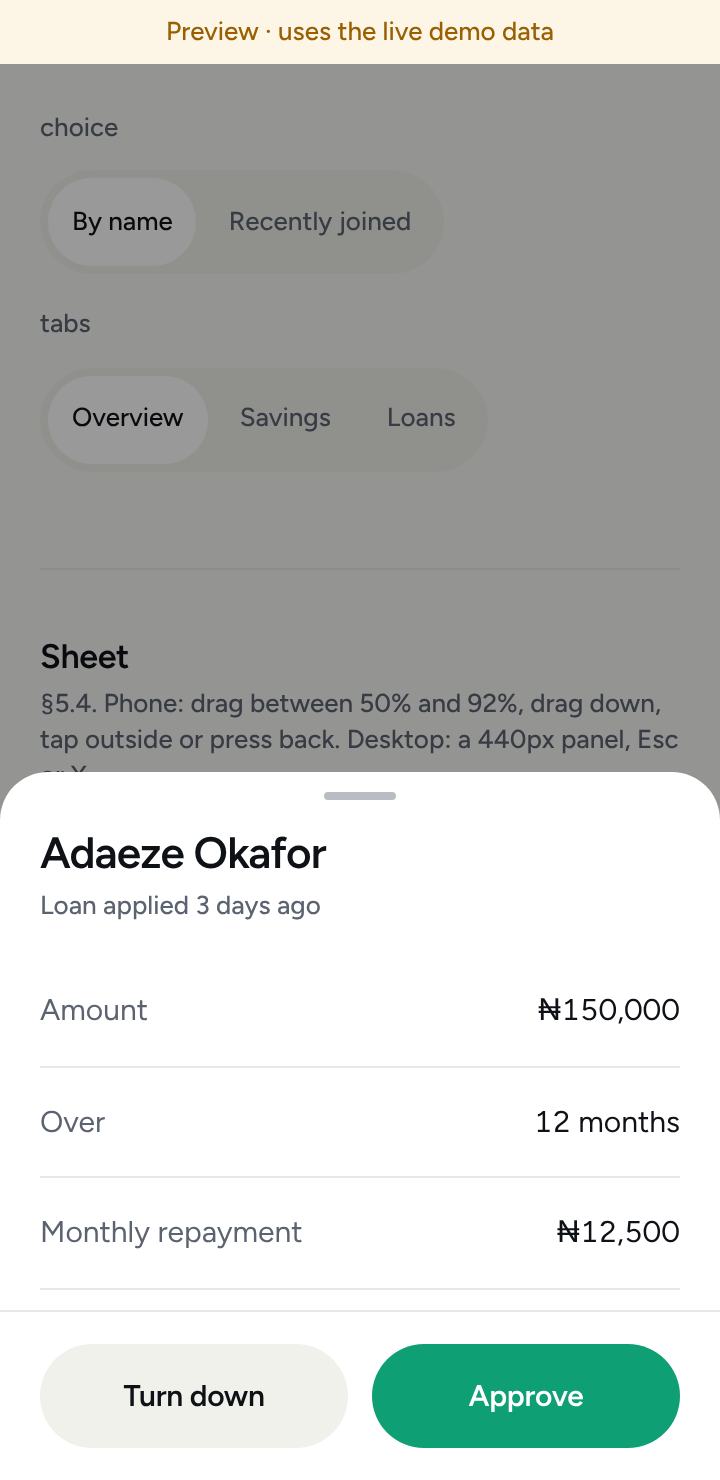 Preview · uses the live demo data
choice
By name Recently joined
tabs
Overview Savings Loans
Sheet
§5.4. Phone: drag between 50% and 92%, drag down,
tap outside or press back. Desktop: a 440px panel, Esc
Adaeze Okafor
Loan applied 3 days ago
Amount ₦150,000
Over 12 months
Monthly repayment ₦12,500
Turn down Approve